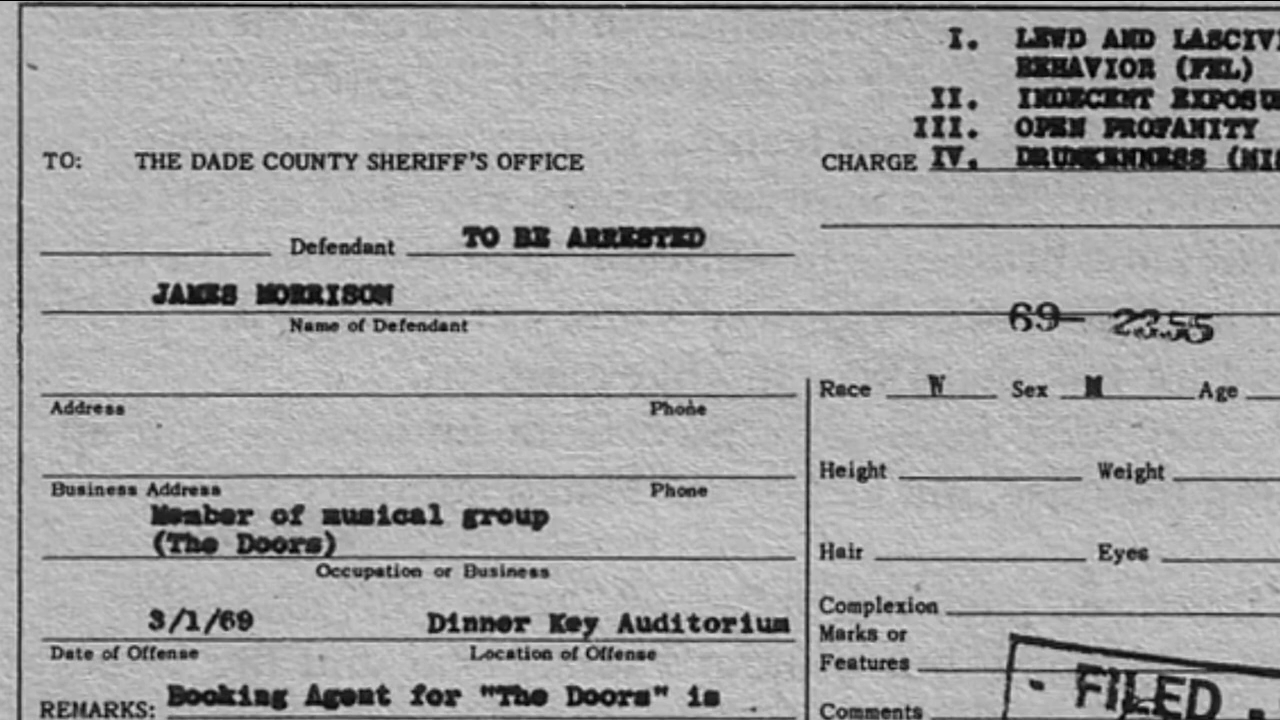 I. LEWD AND LASCIVI
BEHAVIOR (FEL)
II. INDECENT EXPOSU
III. OPEN PROFANITY
TO: THE DADE COUNTY SHERIFF'S OFFICE
CHARGE IV. DRUNKENNESS (MIS
Defendant TO BE ARRESTED
JAMES MORRISON
Name of Defendant
69- 2355
Race W Sex M Age
Address Phone
Height Weight
Business Address Phone
Member of musical group
(The Doors)
Hair Eyes
Occupation or Business
Complexion
3/1/69 Dinner Key Auditorium
Marks or
Date of Offense Location of Offense
Features
FILED
REMARKS: Booking Agent for "The Doors" is
Comments